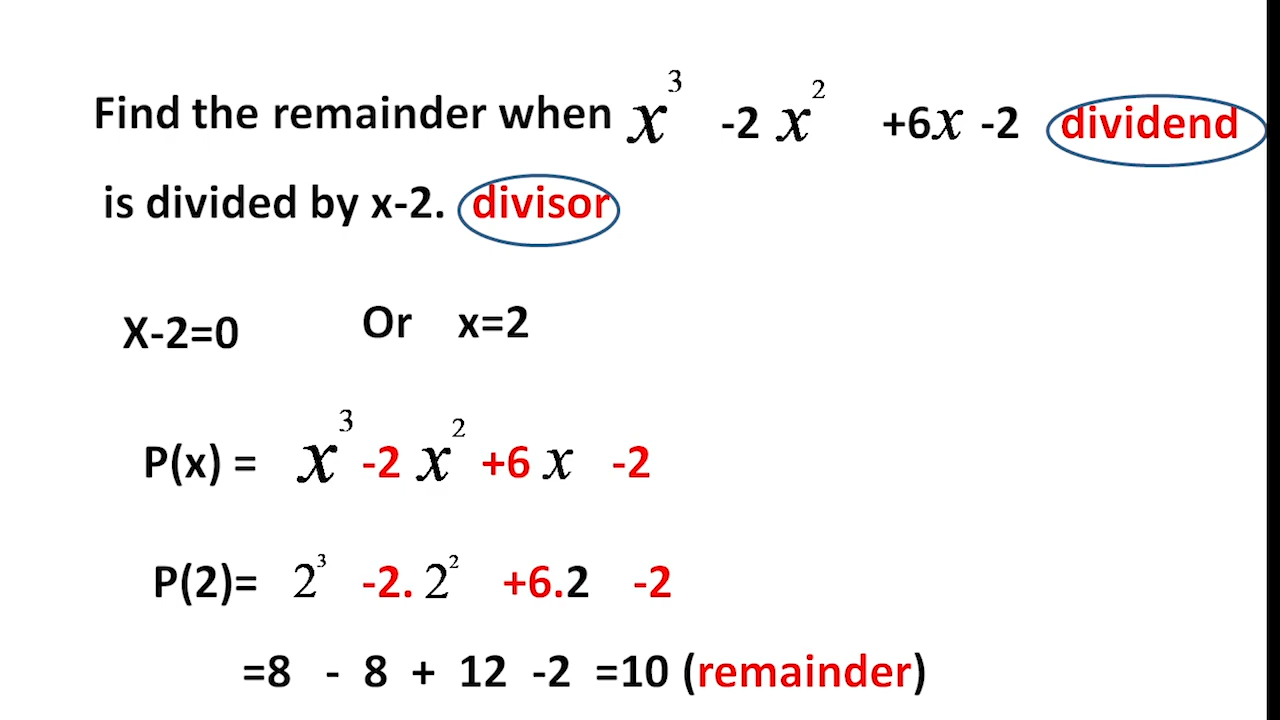 Find the remainder when x³ -2 x² +6x -2 dividend
is divided by x-2. divisor
X-2=0 Or x=2
P(x) = x³ -2 x² +6 x -2
P(2)= 2³ -2. 2² +6.2 -2
=8 - 8 + 12 -2 =10 (remainder)